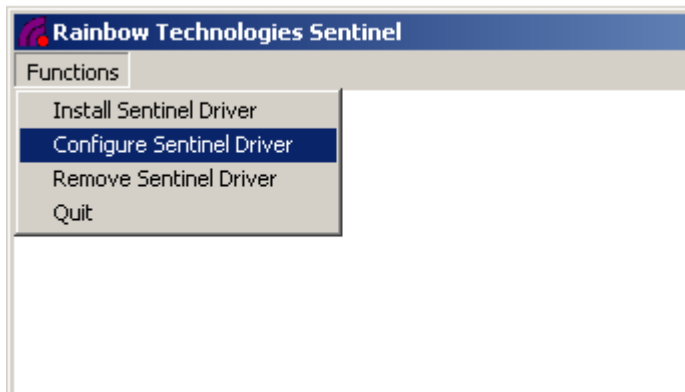 Rainbow Technologies Sentinel
Functions
Install Sentinel Driver
Configure Sentinel Driver
Remove Sentinel Driver
Quit